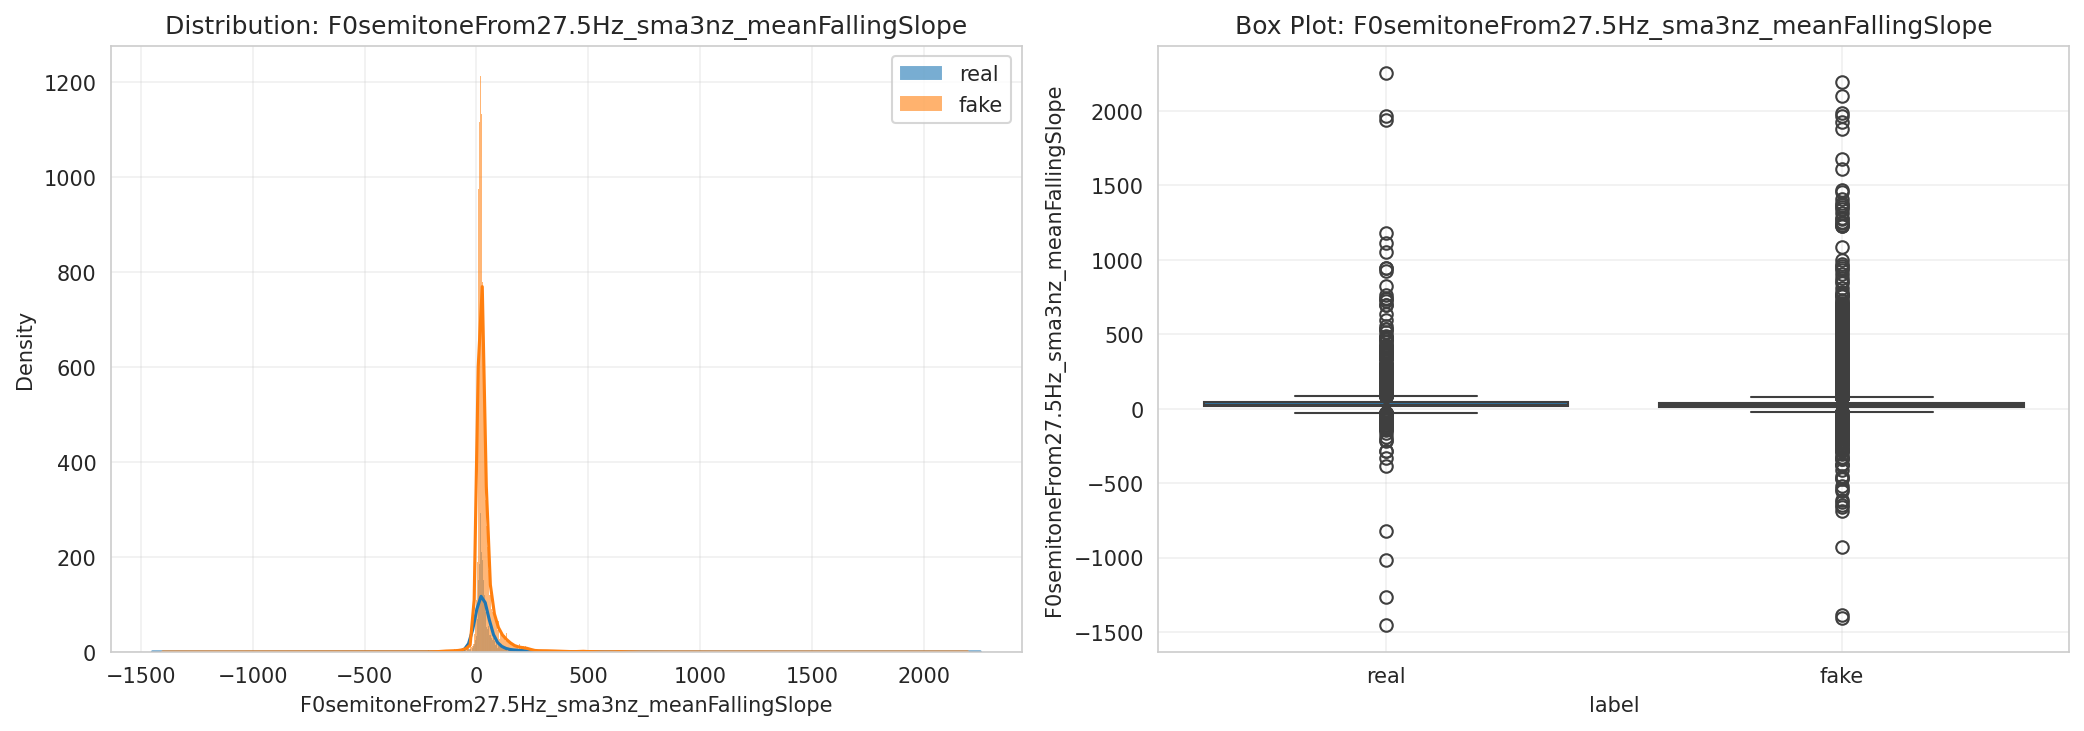 Distribution: F0semitoneFrom27.5Hz_sma3nz_meanFallingSlope
real
fake
Density
1200
1000
800
600
400
200
0
−1500
−1000
−500
0
500
1000
1500
2000
F0semitoneFrom27.5Hz_sma3nz_meanFallingSlope
Box Plot: F0semitoneFrom27.5Hz_sma3nz_meanFallingSlope
F0semitoneFrom27.5Hz_sma3nz_meanFallingSlope
2000
1500
1000
500
0
−500
−1000
−1500
real
fake
label